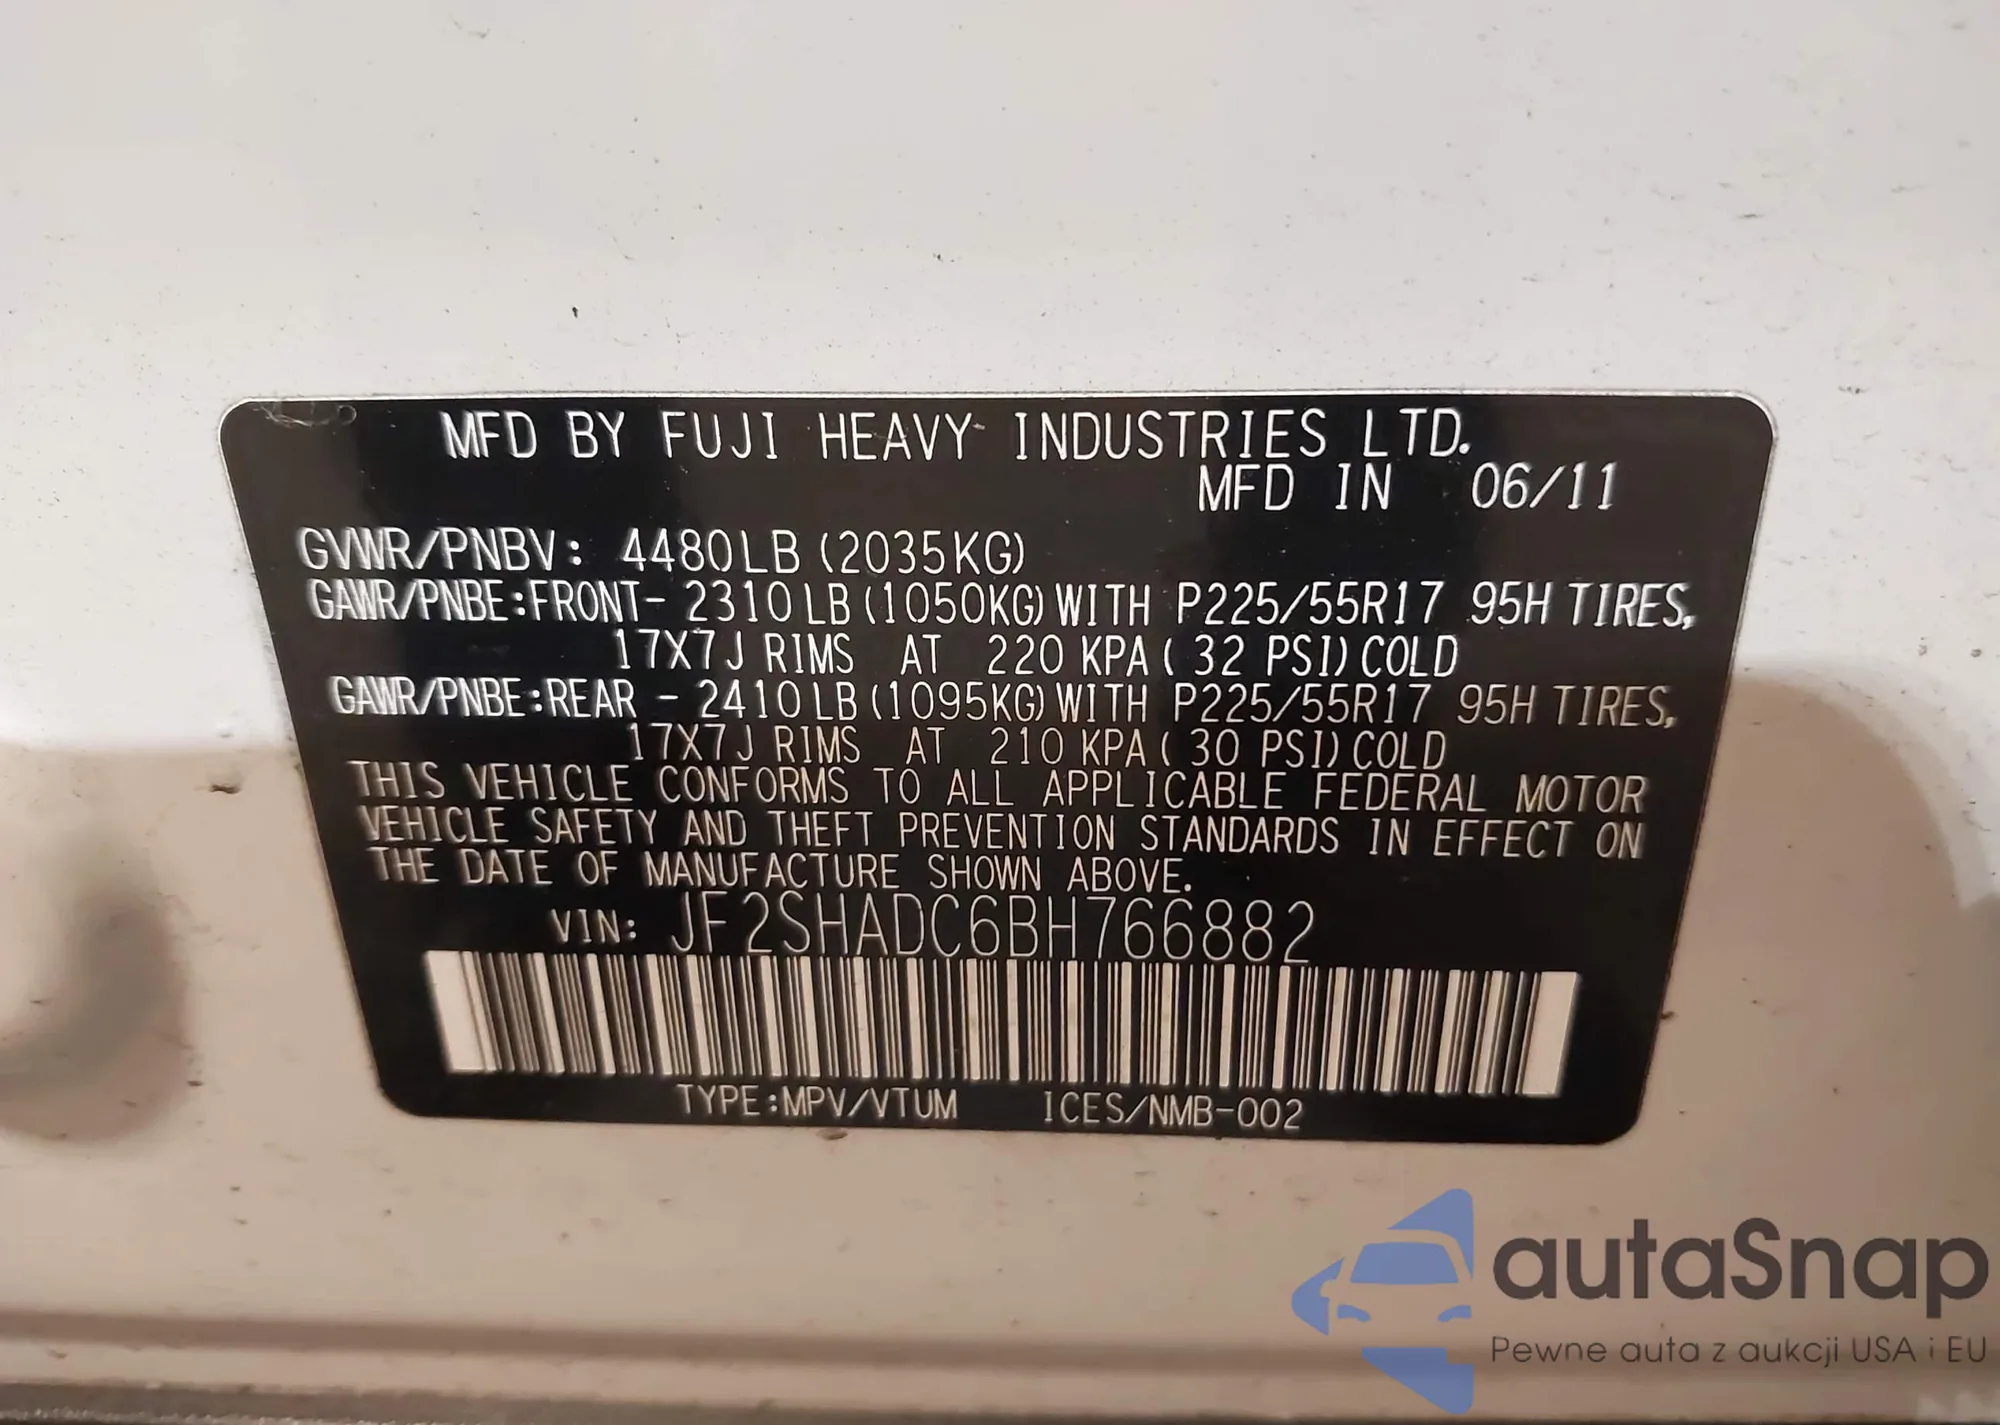 MFD BY FUJI HEAVY INDUSTRIES LTD.
MFD IN 06/11
GVWR/PNBV: 4480LB (2035KG)
GAWR/PNBE:FRONT- 2310LB (1050KG) WITH P225/55R17 95H TIRES,
17X7J RIMS AT 220 KPA ( 32 PSI) COLD
GAWR/PNBE:REAR - 2410LB (1095KG) WITH P225/55R17 95H TIRES,
17X7J RIMS AT 210 KPA ( 30 PSI) COLD
THIS VEHICLE CONFORMS TO ALL APPLICABLE FEDERAL MOTOR
VEHICLE SAFETY AND THEFT PREVENTION STANDARDS IN EFFECT ON
THE DATE OF MANUFACTURE SHOWN ABOVE.
VIN: JF2SHADC6BH766882
TYPE:MPV/VTUM ICES/NMB-002
autaSnap
Pewne auta z aukcji USA i EU